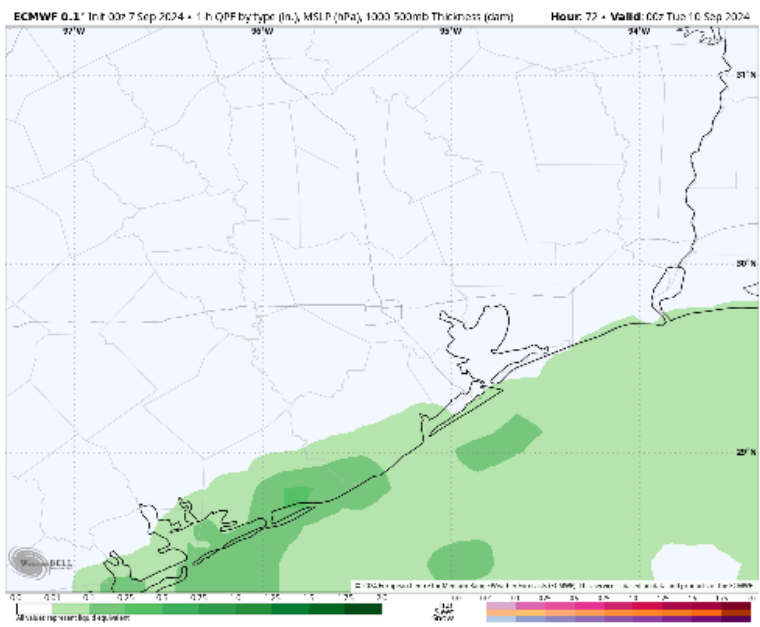 ECMWF 0.1° Init 00z 7 Sep 2024 • 1-h QPF by type (in.), MSLP (hPa), 1000-500mb Thickness (dam) Hour: 72 • Valid: 00z Tue 10 Sep 2024
97°W 96°W 95°W 94°W
31°N
30°N
29°N
WeatherBELL
0.0 0.01 0.1 0.25 0.5 0.75 1.0 1.25 1.5 1.75 2.0
All values represent liquid equivalent
Snow